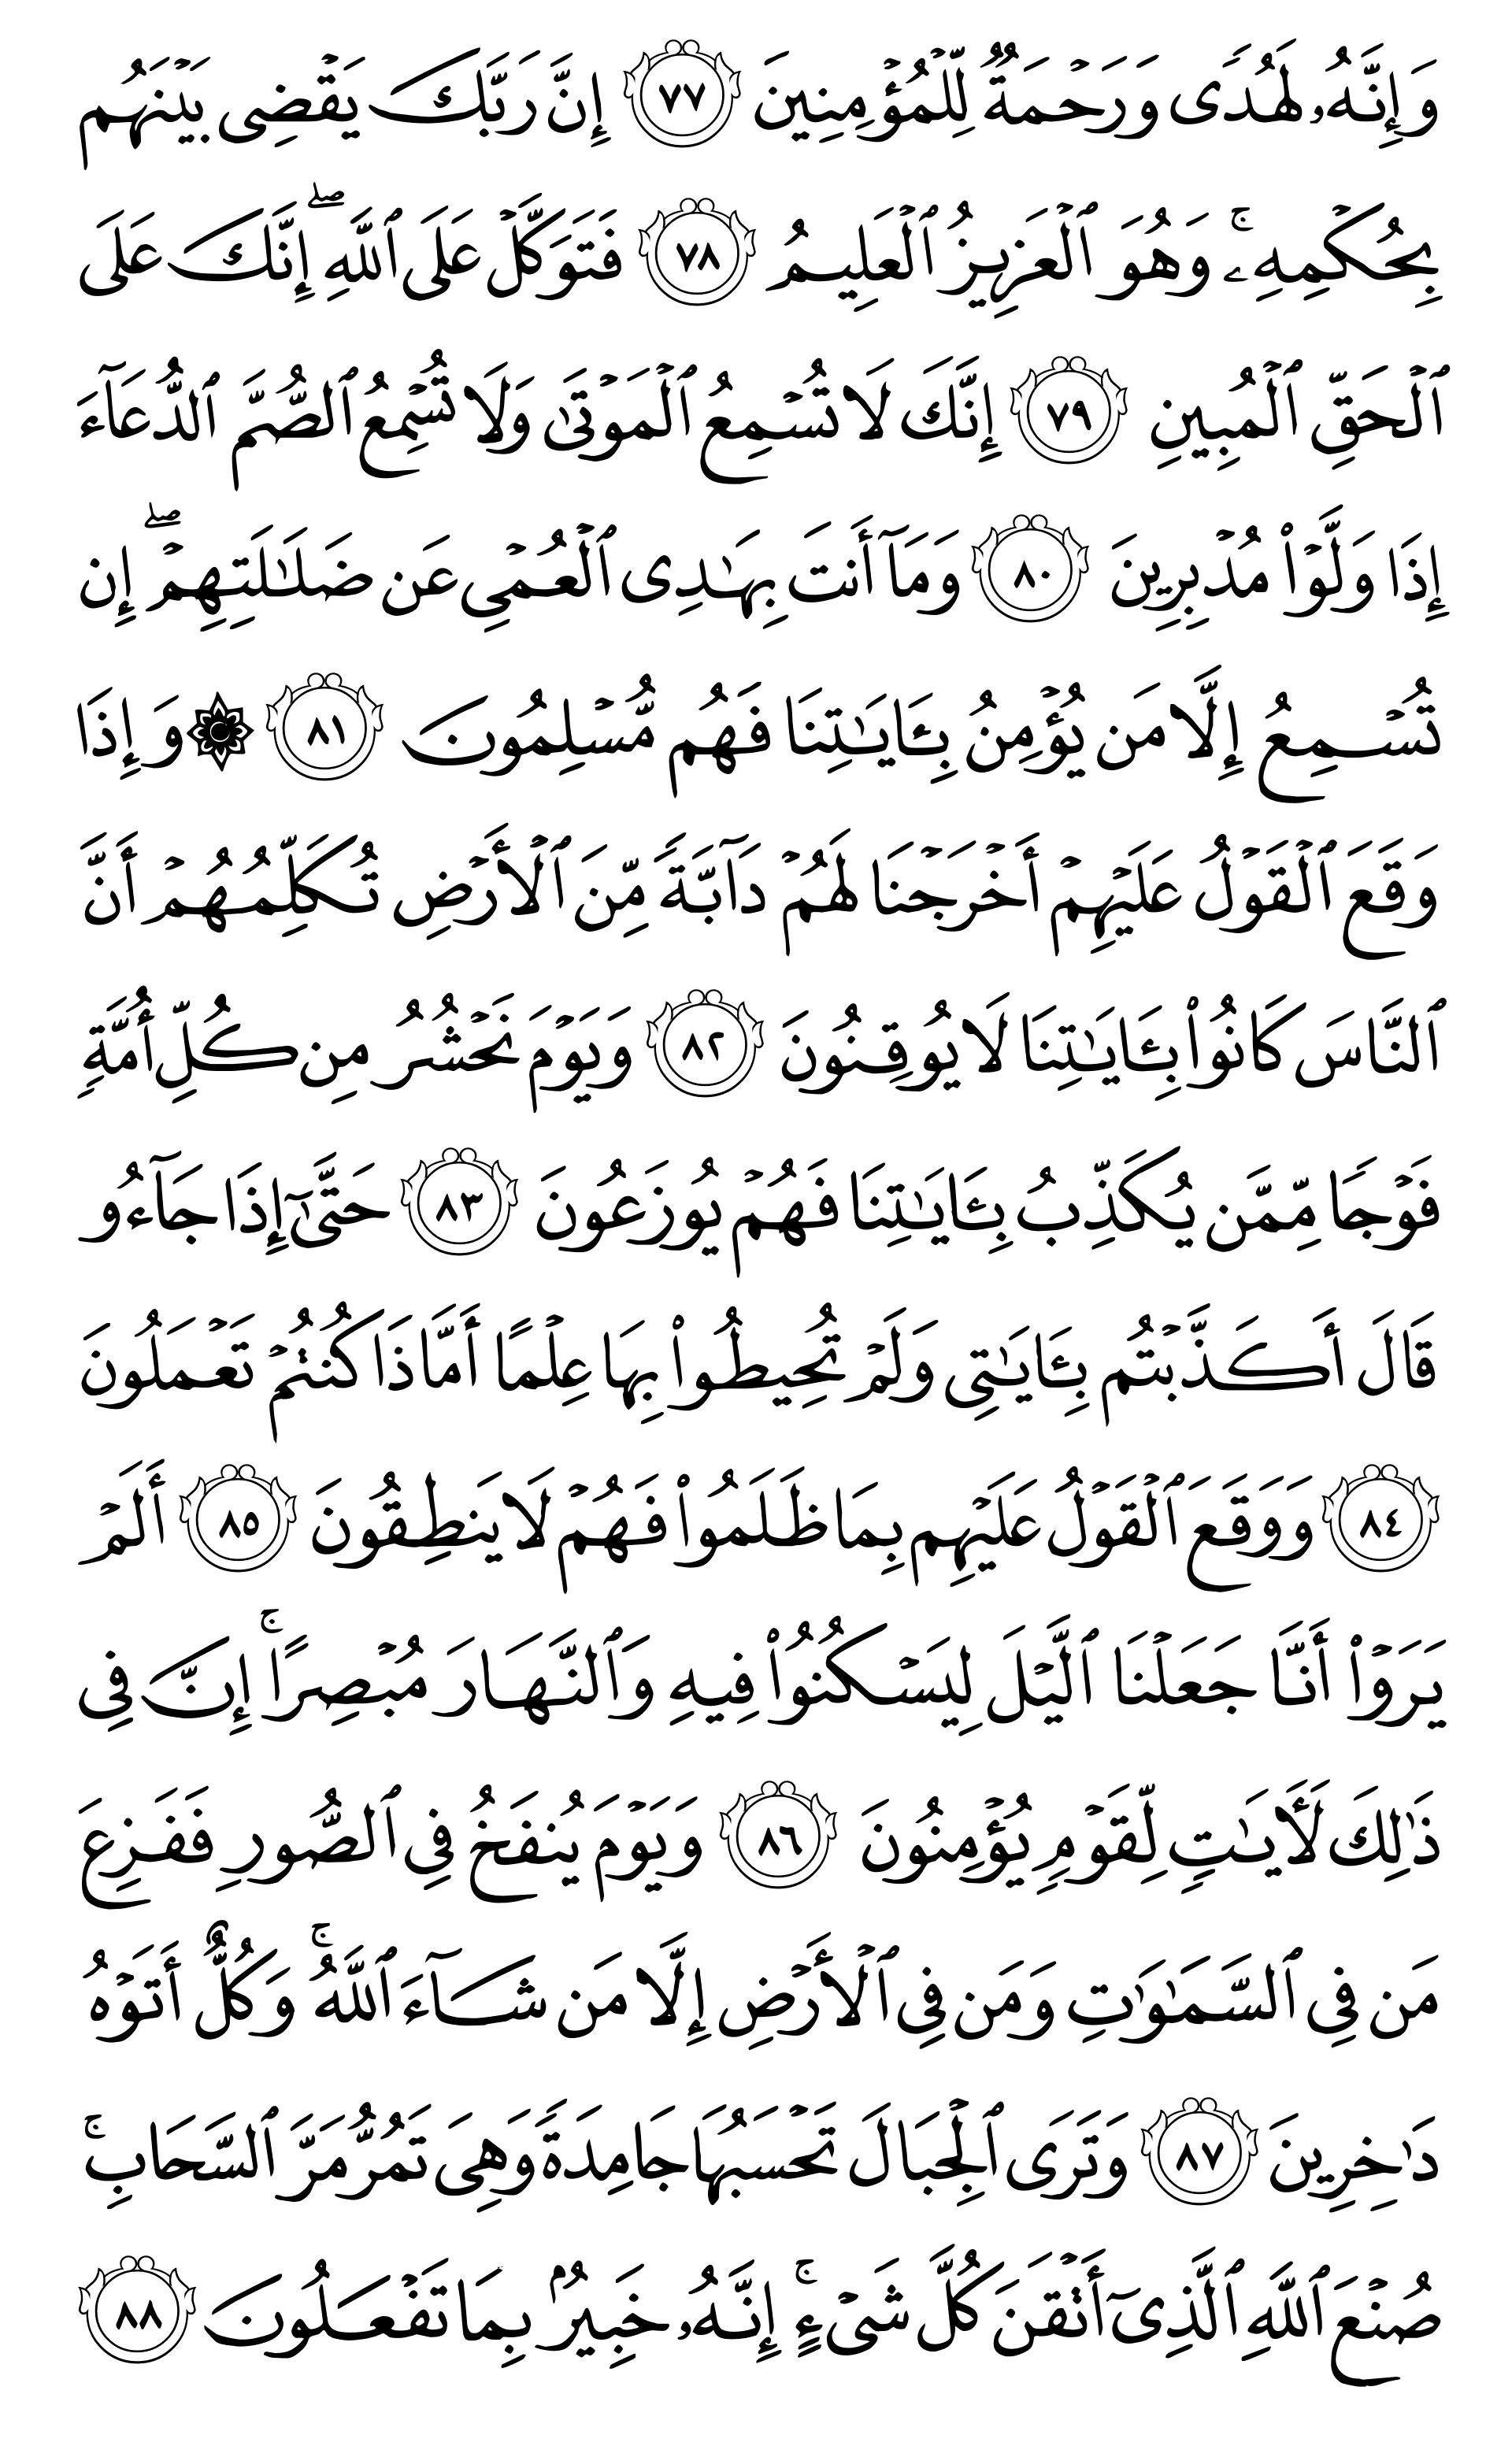 وَإِنَّهُۥ لَهُدًى وَرَحْمَةٌ لِّلْمُؤْمِنِينَ ٧٧ إِنَّ رَبَّكَ يَقْضِى بَيْنَهُم
بِحُكْمِهِۦۚ وَهُوَ ٱلْعَزِيزُ ٱلْعَلِيمُ ٧٨ فَتَوَكَّلْ عَلَى ٱللَّهِۖ إِنَّكَ عَلَى
ٱلْحَقِّ ٱلْمُبِينِ ٧٩ إِنَّكَ لَا تُسْمِعُ ٱلْمَوْتَىٰ وَلَا تُسْمِعُ ٱلصُّمَّ ٱلدُّعَآءَ
إِذَا وَلَّوْا۟ مُدْبِرِينَ ٨٠ وَمَآ أَنتَ بِهَـٰدِى ٱلْعُمْىِ عَن ضَلَـٰلَتِهِمْۖ إِن
تُسْمِعُ إِلَّا مَن يُؤْمِنُ بِـَٔايَـٰتِنَا فَهُم مُّسْلِمُونَ ٨١ ۞ وَإِذَا
وَقَعَ ٱلْقَوْلُ عَلَيْهِمْ أَخْرَجْنَا لَهُمْ دَآبَّةً مِّنَ ٱلْأَرْضِ تُكَلِّمُهُمْ أَنَّ
ٱلنَّاسَ كَانُوا۟ بِـَٔايَـٰتِنَا لَا يُوقِنُونَ ٨٢ وَيَوْمَ نَحْشُرُ مِن كُلِّ أُمَّةٍ
فَوْجًا مِّمَّن يُكَذِّبُ بِـَٔايَـٰتِنَا فَهُمْ يُوزَعُونَ ٨٣ حَتَّىٰٓ إِذَا جَآءُو
قَالَ أَكَذَّبْتُم بِـَٔايَـٰتِى وَلَمْ تُحِيطُوا۟ بِهَا عِلْمًا أَمَّاذَا كُنتُمْ تَعْمَلُونَ
٨٤ وَوَقَعَ ٱلْقَوْلُ عَلَيْهِم بِمَا ظَلَمُوا۟ فَهُمْ لَا يَنطِقُونَ ٨٥ أَلَمْ
يَرَوْا۟ أَنَّا جَعَلْنَا ٱلَّيْلَ لِيَسْكُنُوا۟ فِيهِ وَٱلنَّهَارَ مُبْصِرًاۚ إِنَّ فِى
ذَٰلِكَ لَـَٔايَـٰتٍ لِّقَوْمٍ يُؤْمِنُونَ ٨٦ وَيَوْمَ يُنفَخُ فِى ٱلصُّورِ فَفَزِعَ
مَن فِى ٱلسَّمَـٰوَٰتِ وَمَن فِى ٱلْأَرْضِ إِلَّا مَن شَآءَ ٱللَّهُۚ وَكُلٌّ أَتَوْهُ
دَٰخِرِينَ ٨٧ وَتَرَى ٱلْجِبَالَ تَحْسَبُهَا جَامِدَةً وَهِىَ تَمُرُّ مَرَّ ٱلسَّحَابِۚ
صُنْعَ ٱللَّهِ ٱلَّذِىٓ أَتْقَنَ كُلَّ شَىْءٍۚ إِنَّهُۥ خَبِيرٌۢ بِمَا تَفْعَلُونَ ٨٨